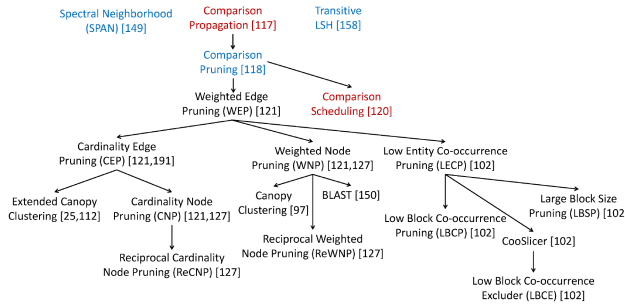 Spectral Neighborhood
(SPAN) [149]
Comparison
Propagation [117]
Transitive
LSH [158]
Comparison
Pruning [118]
Weighted Edge
Pruning (WEP) [121]
Comparison
Scheduling [120]
Cardinality Edge
Pruning (CEP) [121,191]
Weighted Node
Pruning (WNP) [121,127]
Low Entity Co-occurrence
Pruning (LECP) [102]
Extended Canopy
Clustering [25,112]
Cardinality Node
Pruning (CNP) [121,127]
Canopy
Clustering [97]
BLAST [150]
Large Block Size
Pruning (LBSP) [102]
Low Block Co-occurrence
Pruning (LBCP) [102]
CooSlicer [102]
Reciprocal Cardinality
Node Pruning (ReCNP) [127]
Reciprocal Weighted
Node Pruning (ReWNP) [127]
Low Block Co-occurrence
Excluder (LBCE) [102]